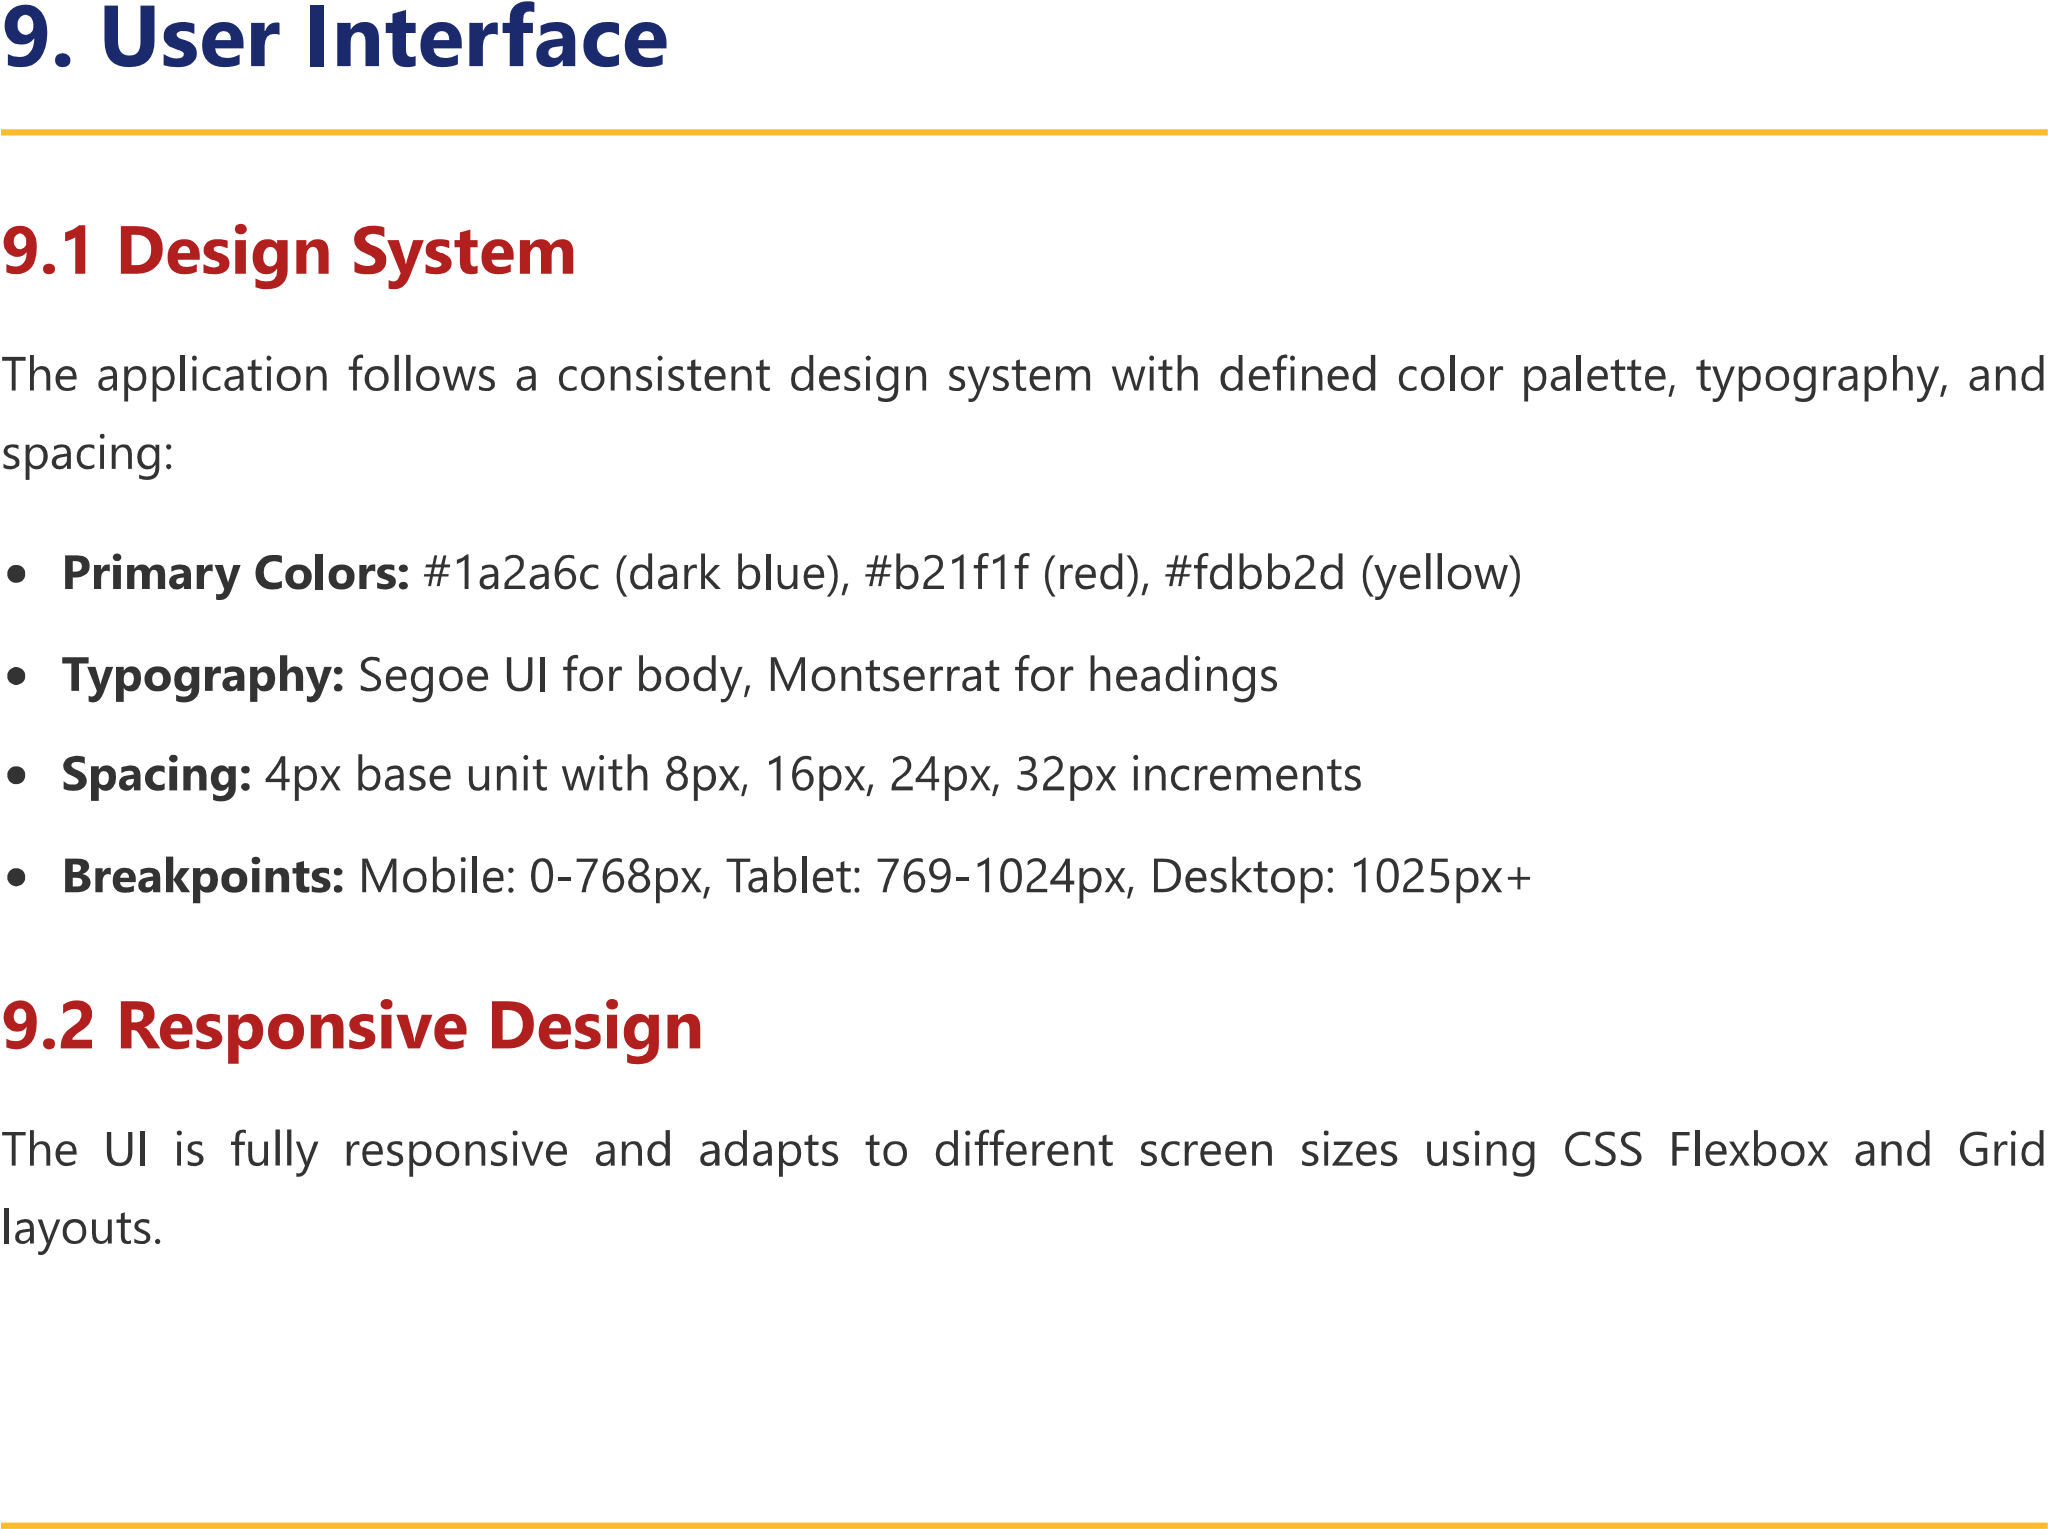 9. User Interface
9.1 Design System
The application follows a consistent design system with defined color palette, typography, and
spacing:
• Primary Colors: #1a2a6c (dark blue), #b21f1f (red), #fdbb2d (yellow)
• Typography: Segoe UI for body, Montserrat for headings
• Spacing: 4px base unit with 8px, 16px, 24px, 32px increments
• Breakpoints: Mobile: 0-768px, Tablet: 769-1024px, Desktop: 1025px+
9.2 Responsive Design
The UI is fully responsive and adapts to different screen sizes using CSS Flexbox and Grid
layouts.